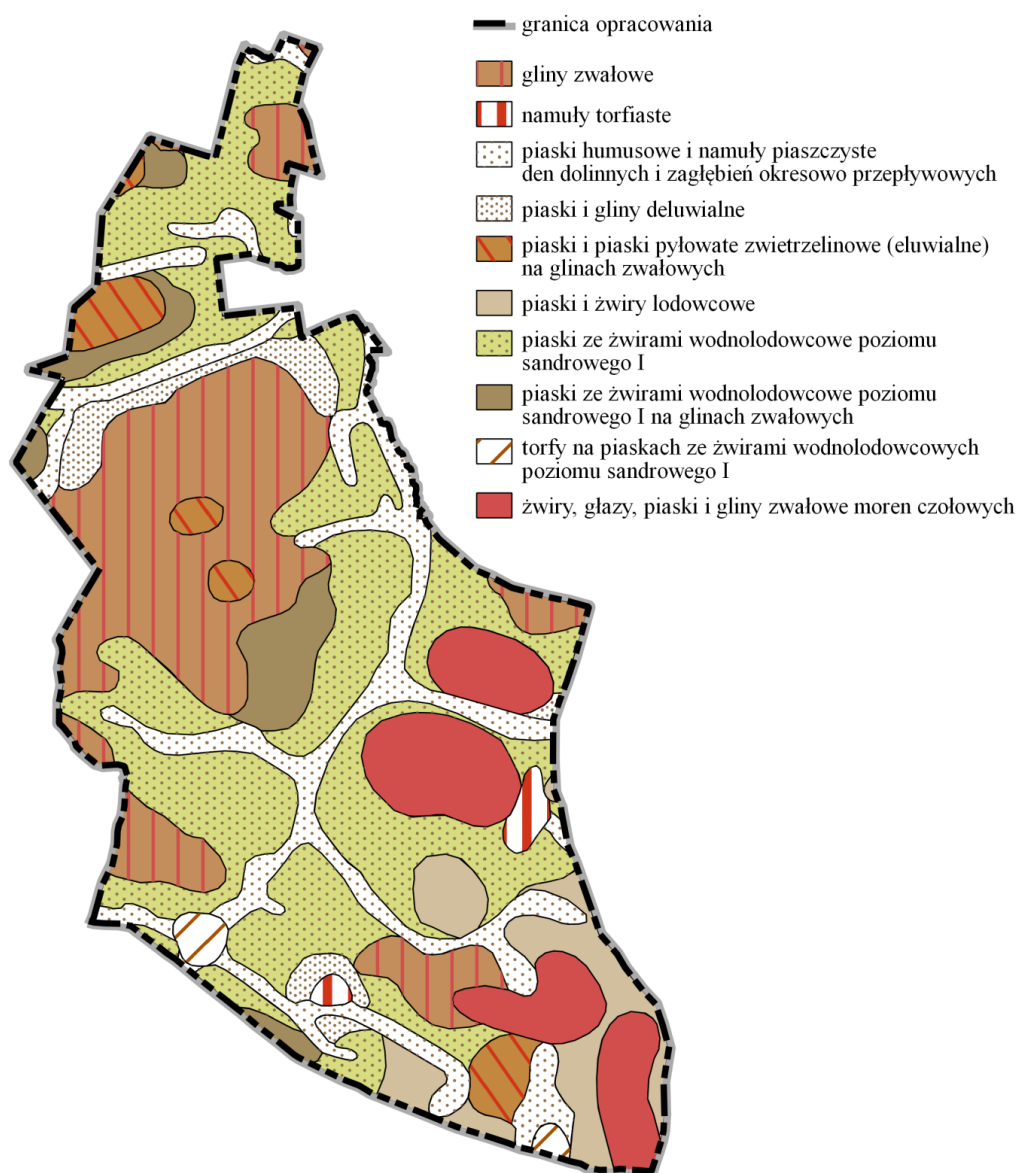 granica opracowania
gliny zwałowe
namuły torfiaste
piaski humusowe i namuły piaszczyste
den dolinnych i zagłębień okresowo przepływowych
piaski i gliny deluwialne
piaski i piaski pyłowate zwietrzelinowe (eluwialne)
na glinach zwałowych
piaski i żwiry lodowcowe
piaski ze żwirami wodnolodowcowe poziomu
sandrowego I
piaski ze żwirami wodnolodowcowe poziomu
sandrowego I na glinach zwałowych
torfy na piaskach ze żwirami wodnolodowcowych
poziomu sandrowego I
żwiry, głazy, piaski i gliny zwałowe moren czołowych